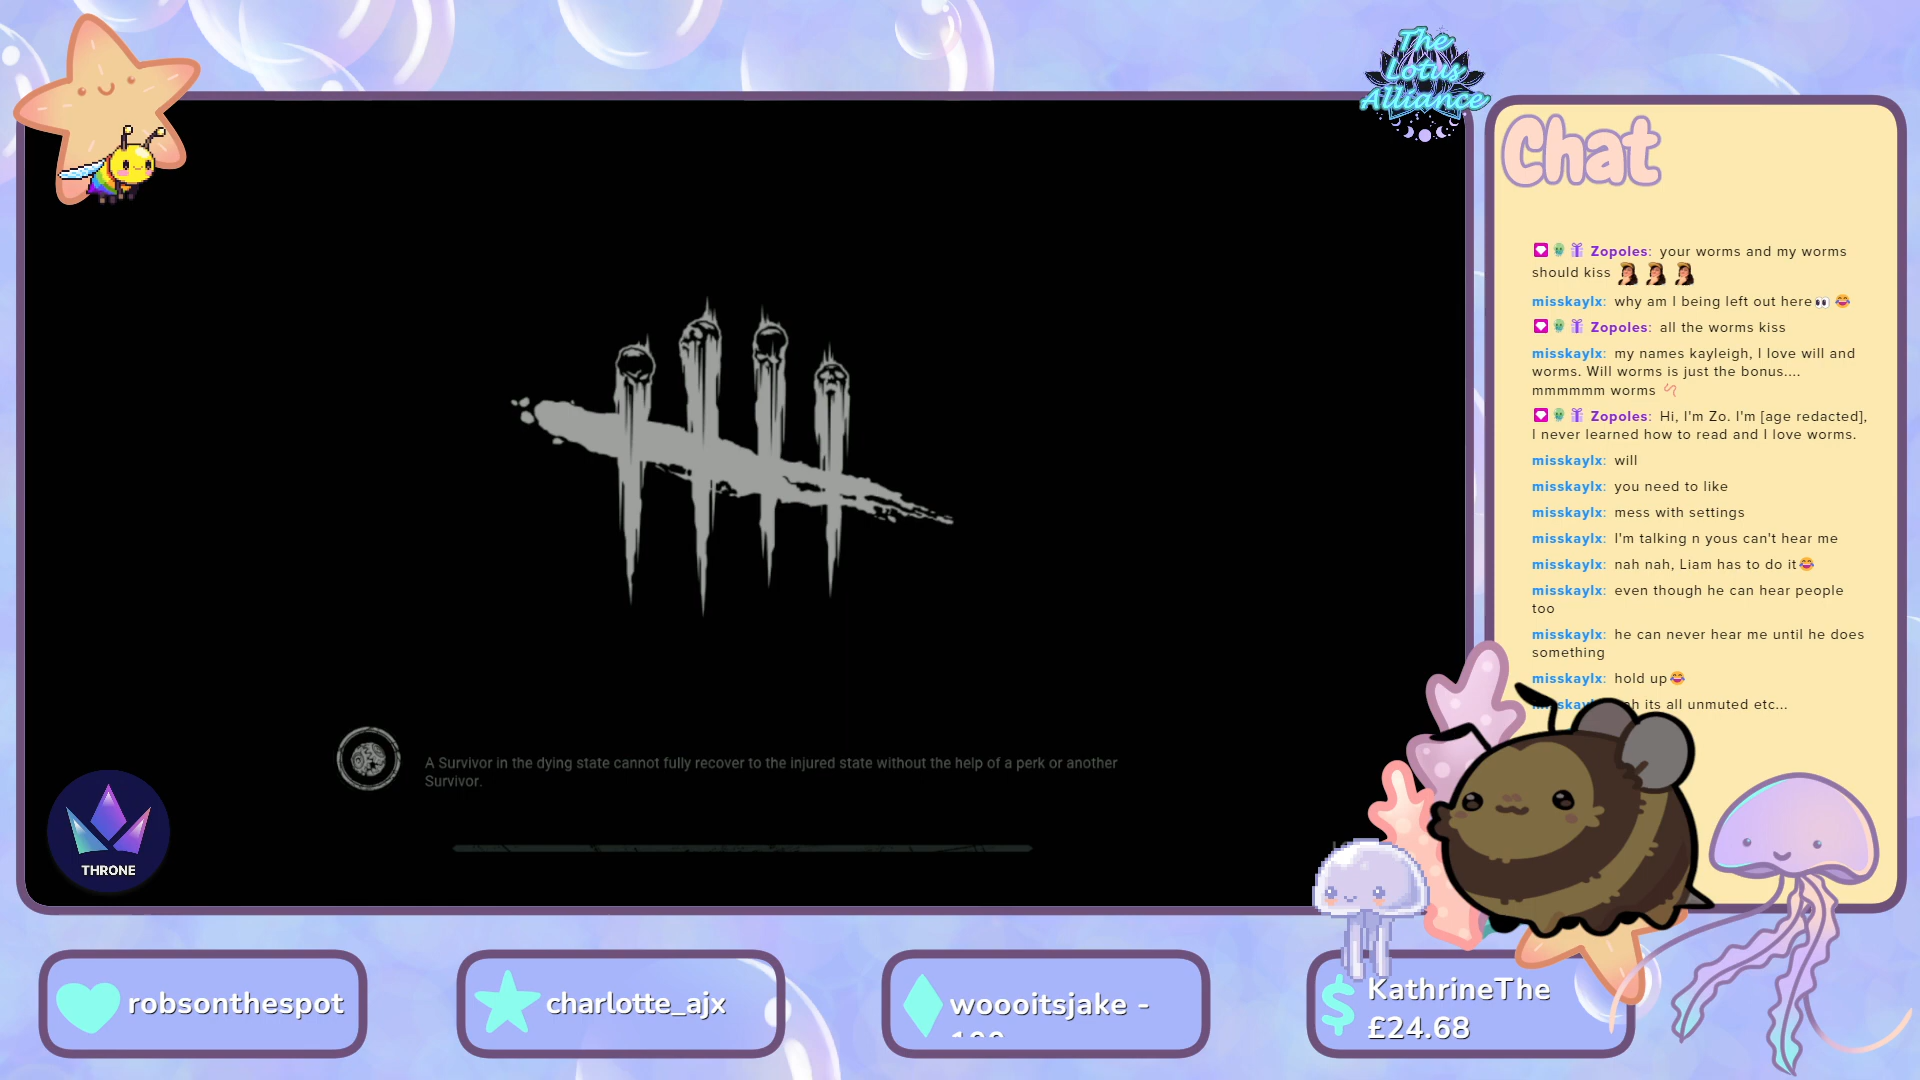 The
Lotus
Alliance
Chat
Zopoles: your worms and my worms
should kiss
misskaylx: why am I being left out here
Zopoles: all the worms kiss
misskaylx: my names kayleigh, I love will and
worms. Will worms is just the bonus....
mmmmmm worms
Zopoles: Hi, I'm Zo. I'm [age redacted],
I never learned how to read and I love worms.
misskaylx: will
misskaylx: you need to like
misskaylx: mess with settings
misskaylx: I'm talking n yous can't hear me
misskaylx: nah nah, Liam has to do it
misskaylx: even though he can hear people
too
misskaylx: he can never hear me until he does
something
misskaylx: hold up
its all unmuted etc...
A Survivor in the dying state cannot fully recover to the injured state without the help of a perk or another
Survivor.
THRONE
robsonthespot
charlotte_ajx
woooitsjake -
KathrineThe
£24.68